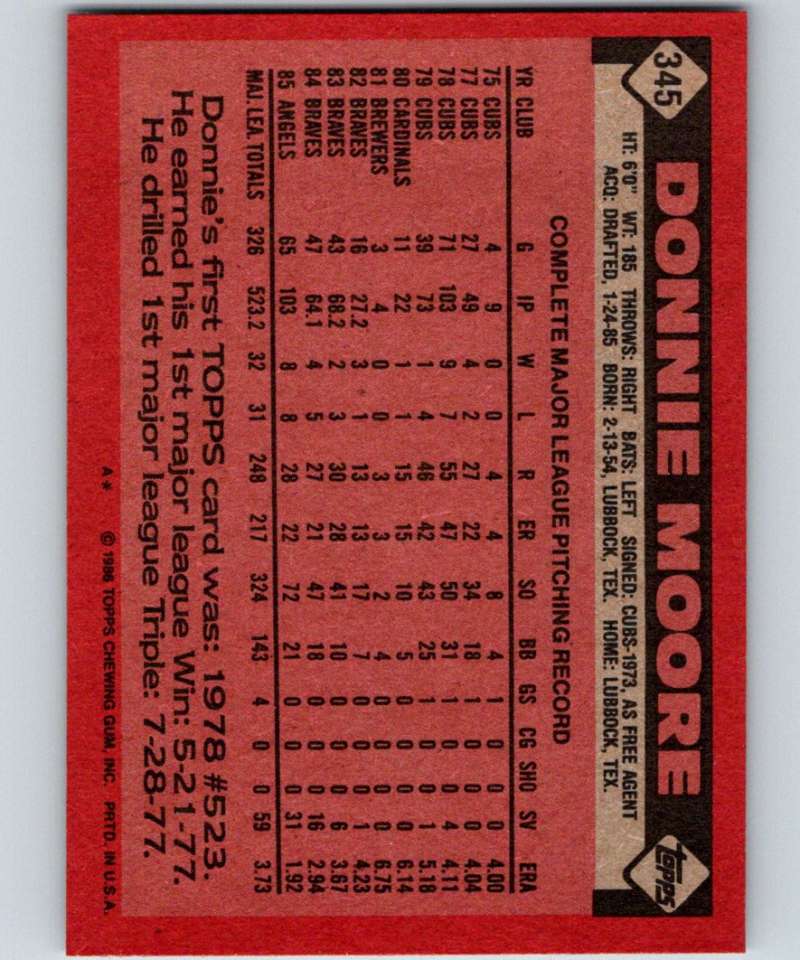 345
DONNIE MOORE
TOPPS
HT: 6'0" WT: 185 THROWS: RIGHT BATS: LEFT SIGNED: CUBS-1973, AS FREE AGENT
ACQ: DRAFTED, 1-24-85 BORN: 2-13-54, LUBBOCK, TEX. HOME: LUBBOCK, TEX.
COMPLETE MAJOR LEAGUE PITCHING RECORD
YR CLUB G IP W L R ER SO BB GS CG SHO SV ERA
75 CUBS 4 9 0 0 4 4 8 4 1 0 0 0 4.00
77 CUBS 27 49 4 2 27 22 34 18 1 0 0 0 4.04
78 CUBS 71 103 9 7 55 47 50 31 1 0 0 4 4.11
79 CUBS 39 73 1 4 46 42 43 25 1 0 0 1 5.18
80 CARDINALS 11 22 1 1 15 15 10 5 0 0 0 0 6.14
81 BREWERS 3 4 0 0 3 3 2 4 0 0 0 0 6.75
82 BRAVES 16 27.2 3 1 13 13 17 7 0 0 0 1 4.23
83 BRAVES 43 68.2 2 3 30 28 41 10 0 0 0 6 3.67
84 BRAVES 47 64.1 4 5 27 21 47 18 0 0 0 16 2.94
85 ANGELS 65 103 8 8 28 22 72 21 0 0 0 31 1.92
MAJ. LEA. TOTALS 326 523.2 32 31 248 217 324 143 4 0 0 59 3.73
Donnie's first TOPPS card was: 1978 #523.
He earned his 1st major league Win: 5-21-77.
He drilled 1st major league Triple: 7-28-77.
A* © 1986 TOPPS CHEWING GUM, INC. PRTD. IN U.S.A.